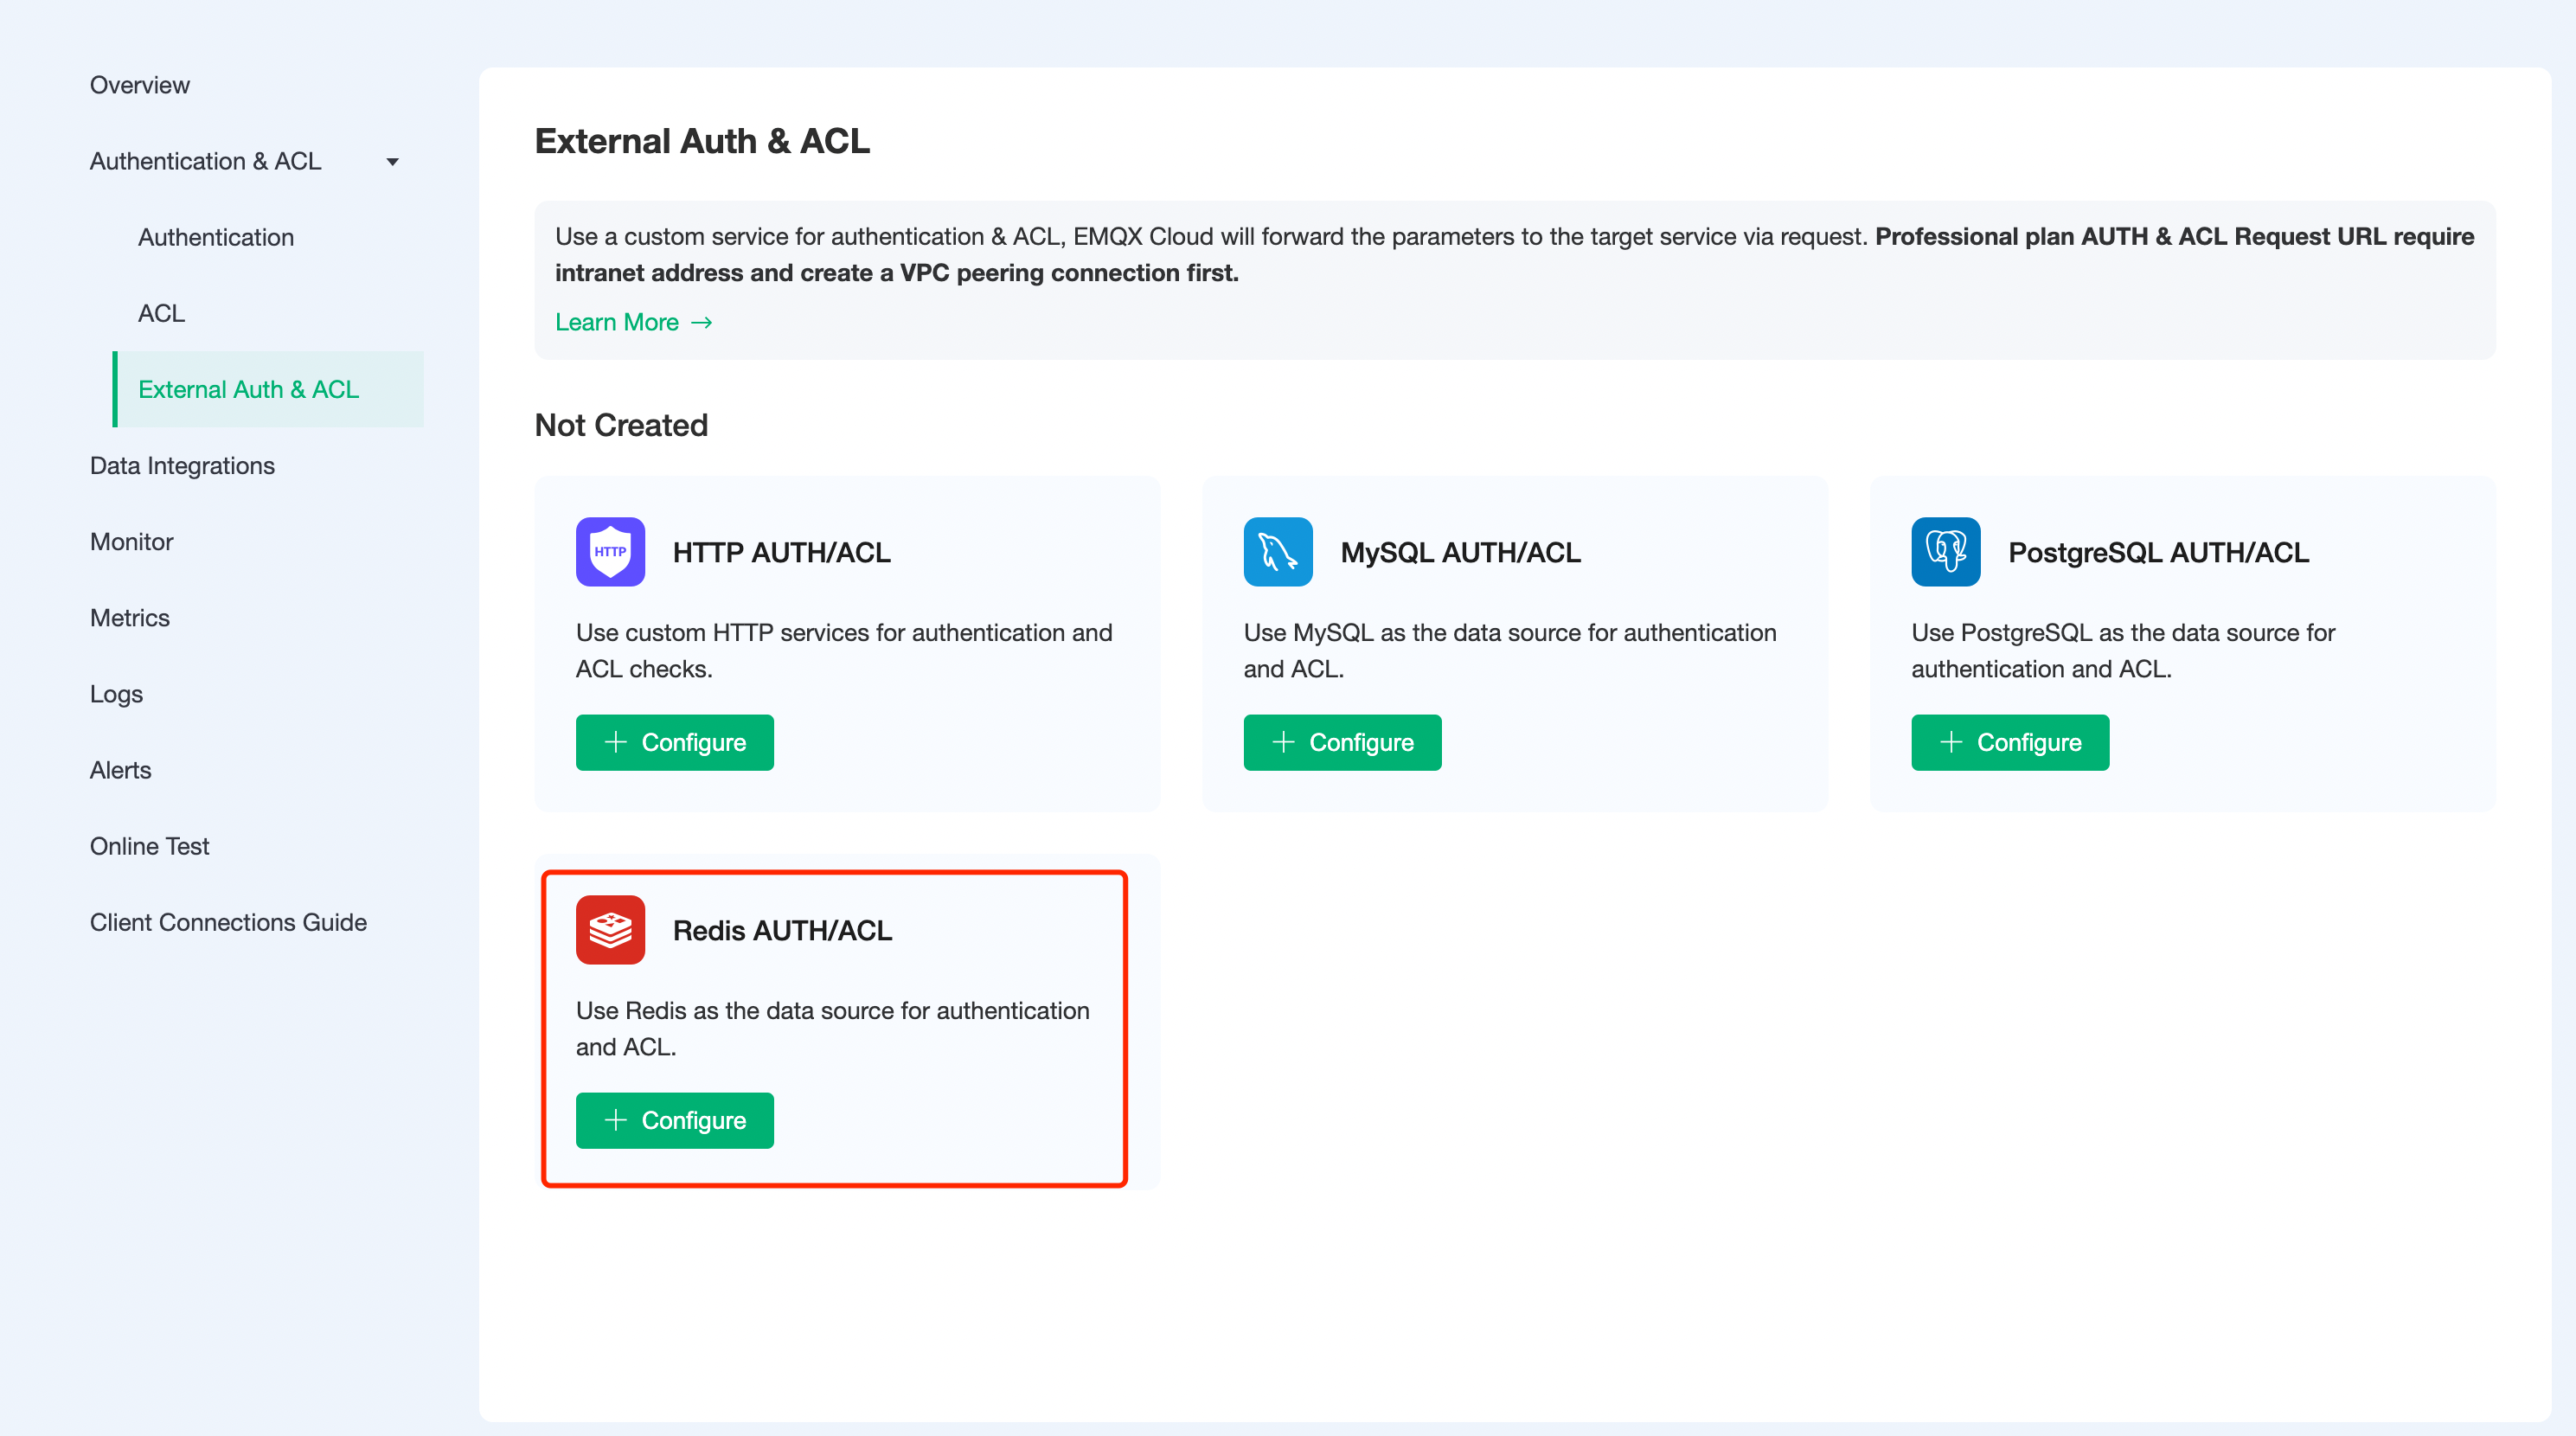 Overview
Authentication & ACL
Authentication
ACL
External Auth & ACL
Data Integrations
Monitor
Metrics
Logs
Alerts
Online Test
Client Connections Guide
External Auth & ACL
Use a custom service for authentication & ACL, EMQX Cloud will forward the parameters to the target service via request. Professional plan AUTH & ACL Request URL require
intranet address and create a VPC peering connection first.
Learn More →
Not Created
HTTP
HTTP AUTH/ACL
Use custom HTTP services for authentication and
ACL checks.
+ Configure
MySQL AUTH/ACL
Use MySQL as the data source for authentication
and ACL.
+ Configure
PostgreSQL AUTH/ACL
Use PostgreSQL as the data source for
authentication and ACL.
+ Configure
Redis AUTH/ACL
Use Redis as the data source for authentication
and ACL.
+ Configure